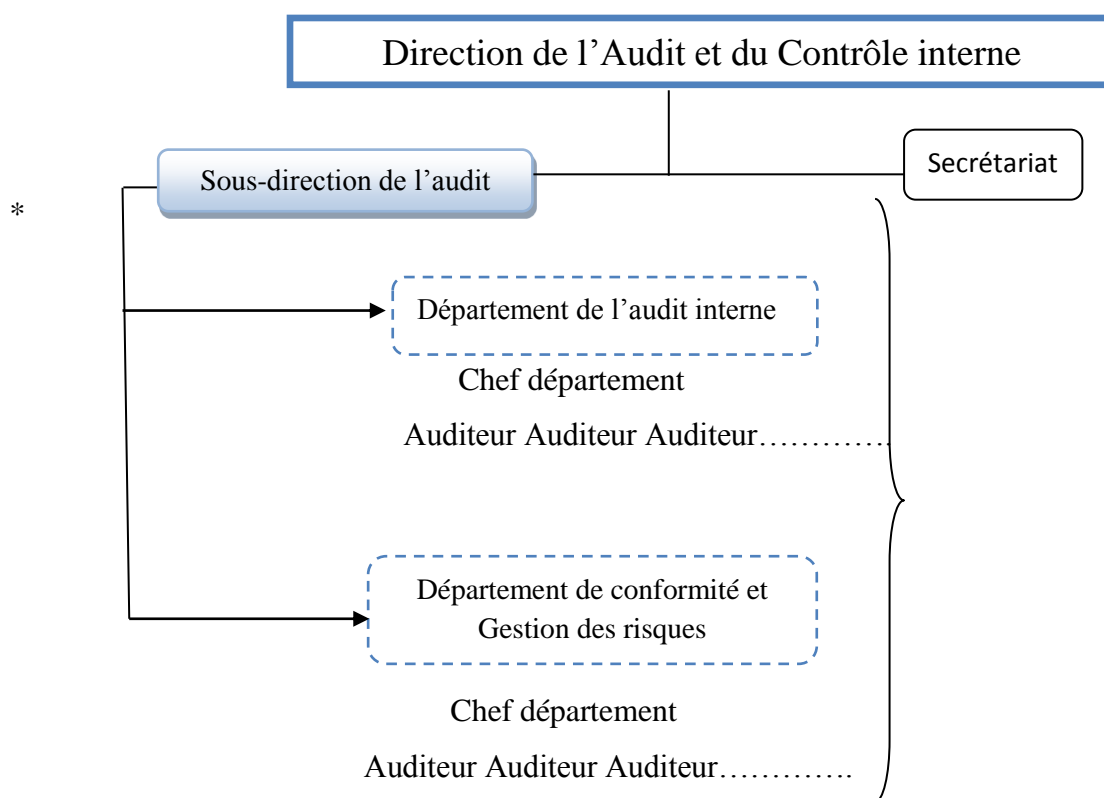 Direction de l’Audit et du Contrôle interne
Sous-direction de l’audit
Secrétariat
*
Département de l’audit interne
Chef département
Auditeur Auditeur Auditeur………….
Département de conformité et
Gestion des risques
Chef département
Auditeur Auditeur Auditeur………….